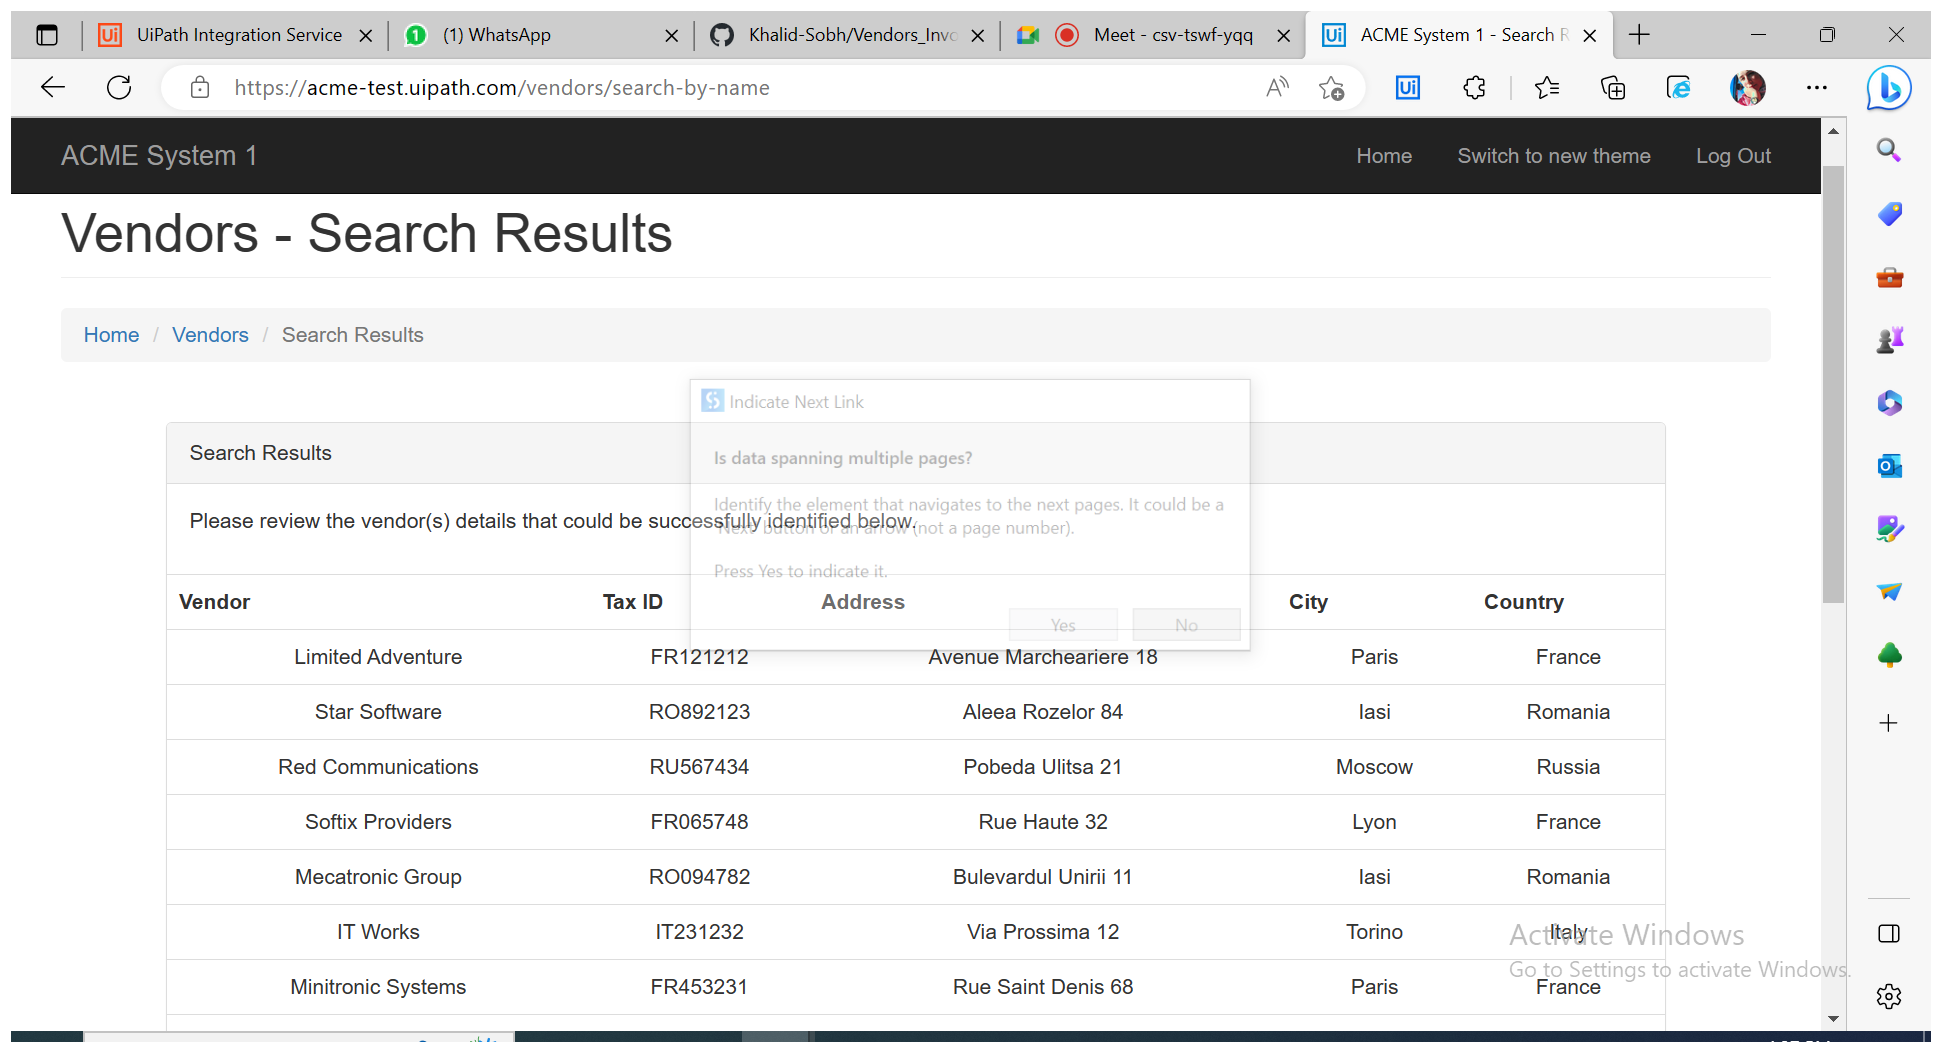 UiPath Integration Service
1 (1) WhatsApp
Khalid-Sobh/Vendors_Invo
Meet - csv-tswf-yqq
Ui ACME System 1 - Search R
https://acme-test.uipath.com/vendors/search-by-name
ACME System 1 Home Switch to new theme Log Out
Vendors - Search Results
Home / Vendors / Search Results
Indicate Next Link
Search Results
Is data spanning multiple pages?
Identify the element that navigates to the next pages. It could be a
'Next' button or an arrow (not a page number).
Please review the vendor(s) details that could be successfully identified below.
Press Yes to indicate it.
Yes No
Vendor Tax ID Address City Country
Limited Adventure FR121212 Avenue Marcheariere 18 Paris France
Star Software RO892123 Aleea Rozelor 84 Iasi Romania
Red Communications RU567434 Pobeda Ulitsa 21 Moscow Russia
Softix Providers FR065748 Rue Haute 32 Lyon France
Mecatronic Group RO094782 Bulevardul Unirii 11 Iasi Romania
IT Works IT231232 Via Prossima 12 Torino Italy
Minitronic Systems FR453231 Rue Saint Denis 68 Paris France
Activate Windows
Go to Settings to activate Windows.